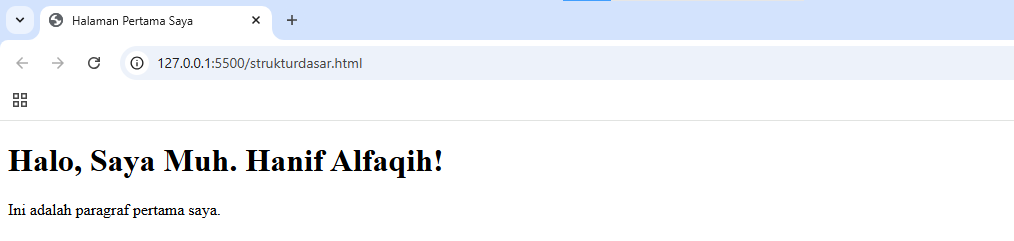 Halaman Pertama Saya
127.0.0.1:5500/strukturdasar.html
Halo, Saya Muh. Hanif Alfaqih!
Ini adalah paragraf pertama saya.